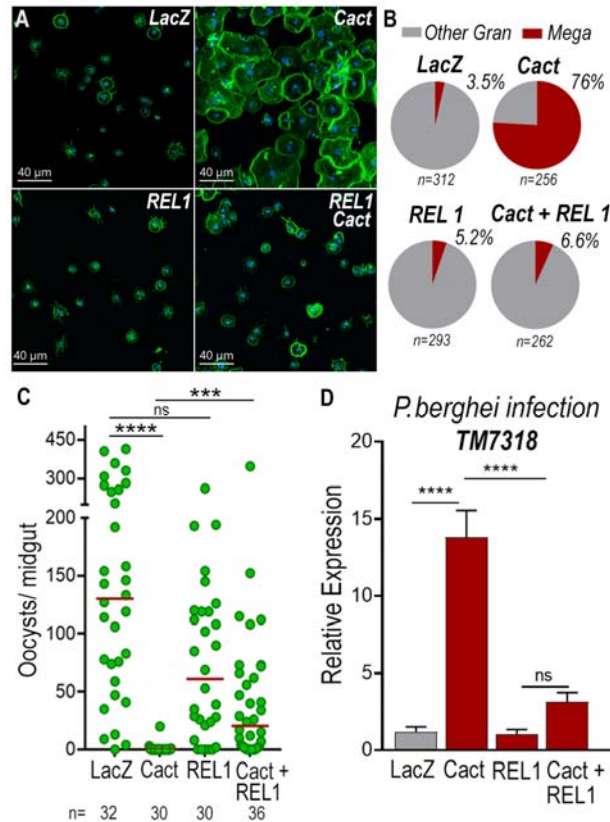 A
LacZ
Cact
40 μm
40 μm
REL1
REL1
Cact
40 μm
40 μm
B
Other Gran
Mega
LacZ
Cact
3.5%
76%
n=312
n=256
REL 1
Cact + REL 1
5.2%
6.6%
n=293
n=262
C
***
ns
****
450
300
200
150
100
50
0
Oocysts/ midgut
LacZ
Cact
REL1
Cact +
REL1
n=
32
30
30
36
D
P.berghei infection
TM7318
****
****
ns
20
15
10
5
0
Relative Expression
LacZ
Cact
REL1
Cact +
REL1